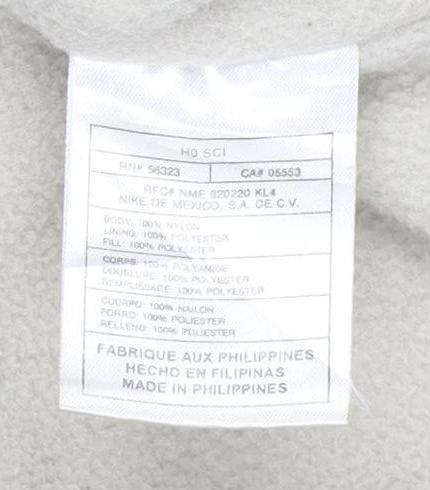 H0 SCI
RN# 56323 CA# 05553
RFC# NME 920220 KL4
NIKE DE MEXICO, S.A. DE C.V.
BODY: 100% NYLON
LINING: 100% POLYESTER
FILL: 100% POLYESTER
CORPS: 100% POLYAMIDE
DOUBLURE: 100% POLYESTER
REMPLISSAGE: 100% POLYESTER
CUERPO: 100% NAILON
FORRO: 100% POLIESTER
RELLENO: 100% POLIESTER
FABRIQUE AUX PHILIPPINES
HECHO EN FILIPINAS
MADE IN PHILIPPINES